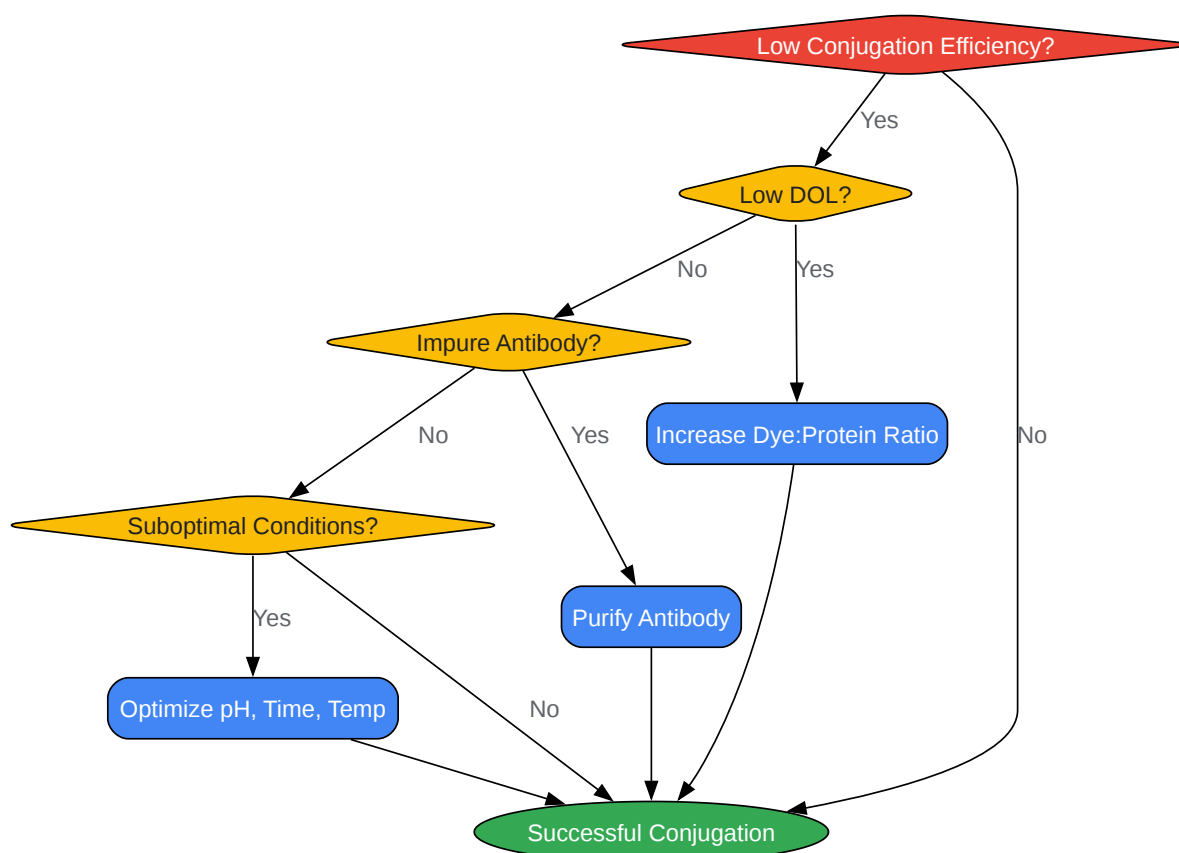 Low Conjugation Efficiency?
Yes
Low DOL?
No
Yes
Impure Antibody?
No
Yes
Increase Dye:Protein Ratio
No
Suboptimal Conditions?
Yes
Purify Antibody
Optimize pH, Time, Temp
No
Successful Conjugation